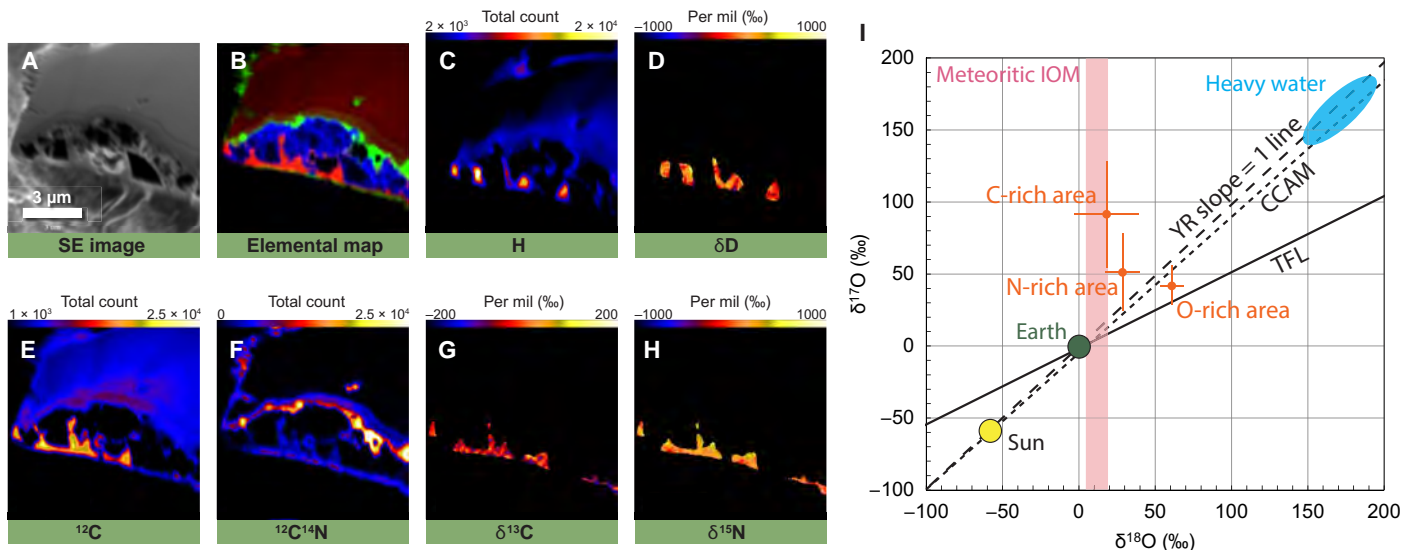 Total count
2 × 10³ 2 × 10⁴
Per mil (‰)
−1000 1000
A
B
C
D
3 µm
SE image
Elemental map
H
δD
Total count
1 × 10³ 2.5 × 10⁴
Total count
0 2.5 × 10⁴
Per mil (‰)
−200 200
Per mil (‰)
−1000 1000
E
F
G
H
¹²C
¹²C¹⁴N
δ¹³C
δ¹⁵N
I
200
150
100
50
0
−50
−100
δ¹⁷O (‰)
Meteoritic IOM
Heavy water
YR slope = 1 line
CCAM
C-rich area
TFL
N-rich area
O-rich area
Earth
Sun
−100 −50 0 50 100 150 200
δ¹⁸O (‰)